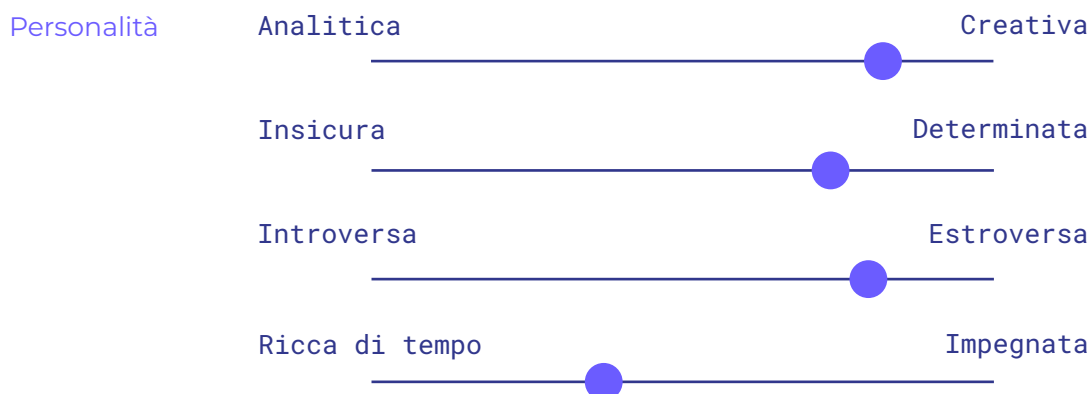 Personalità
Analitica Creativa
Insicura Determinata
Introversa Estroversa
Ricca di tempo Impegnata